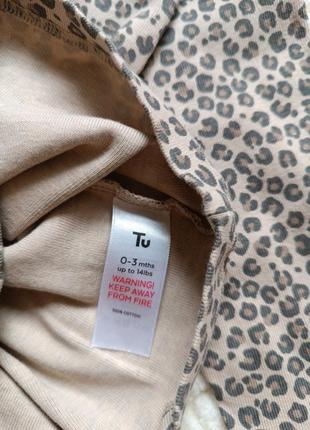 Tu
0-3 mths
up to 14lbs
WARNING!
KEEP AWAY
FROM FIRE
100% COTTON